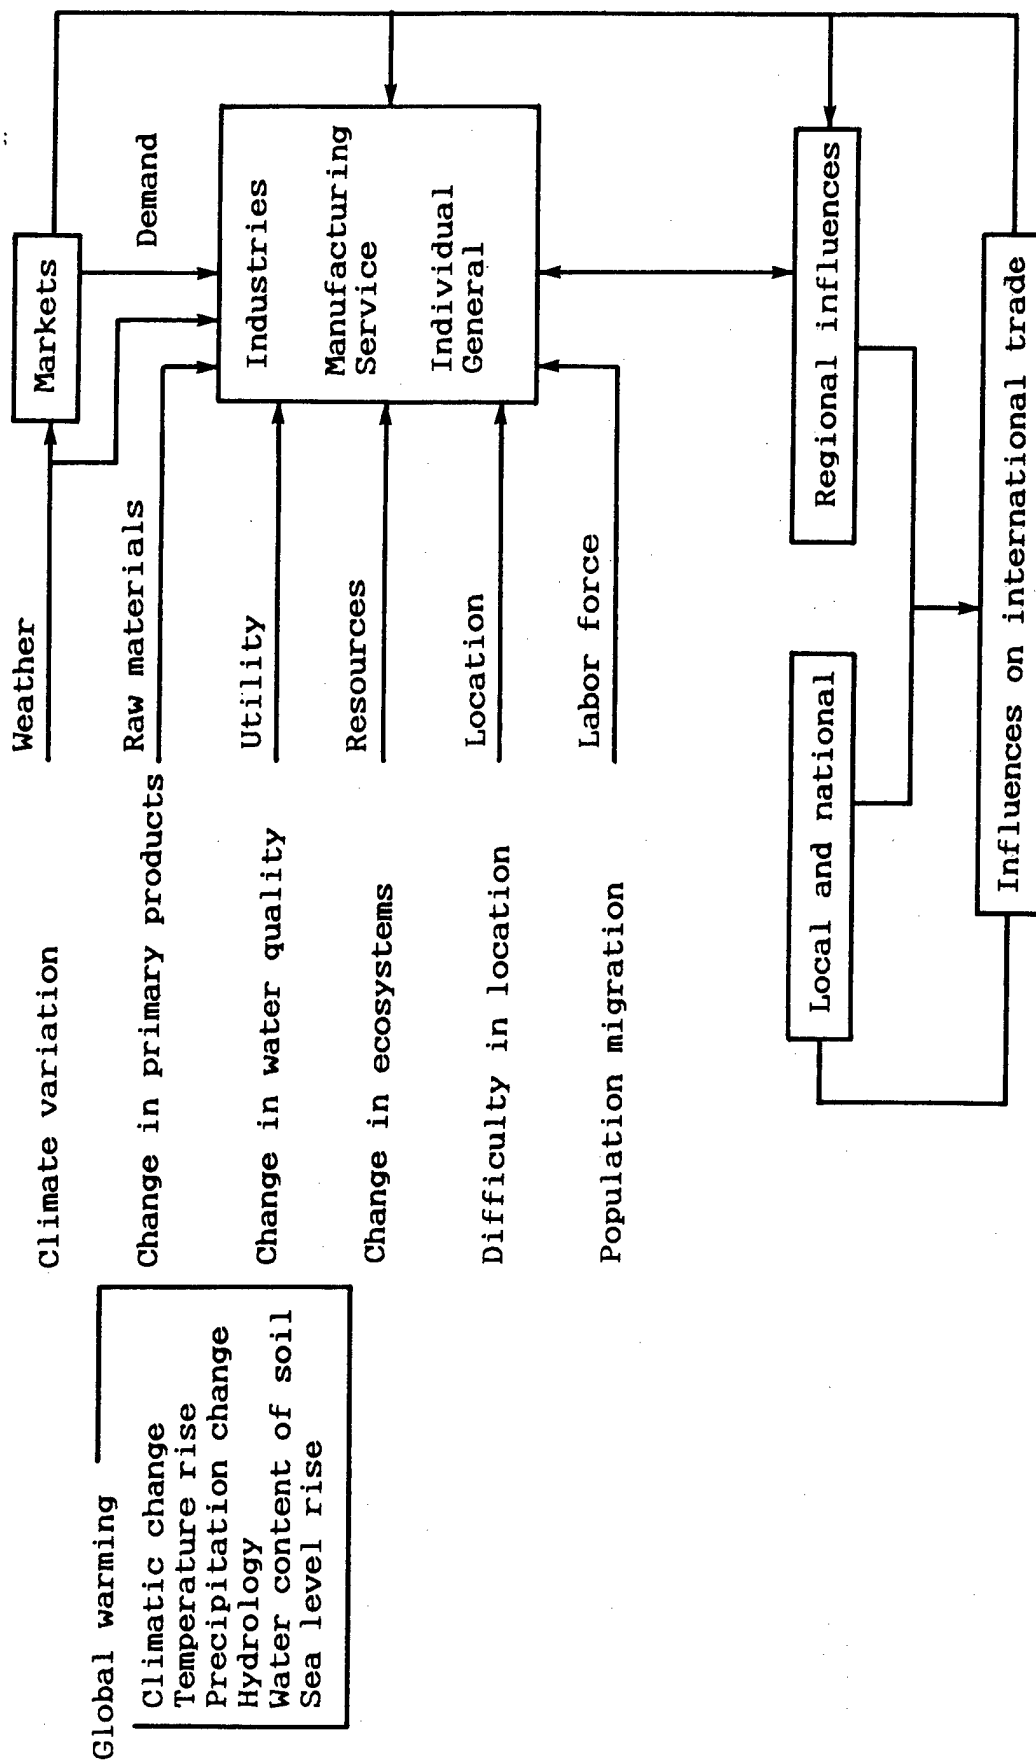 Global warming
Climatic change
Temperature rise
Precipitation change
Hydrology
Water content of soil
Sea level rise
Climate variation
Weather
Change in primary products
Raw materials
Change in water quality
Utility
Change in ecosystems
Resources
Difficulty in location
Location
Population migration
Labor force
Markets
Demand
Industries
Manufacturing
Service
Individual
General
Local and national
Regional influences
Influences on international trade